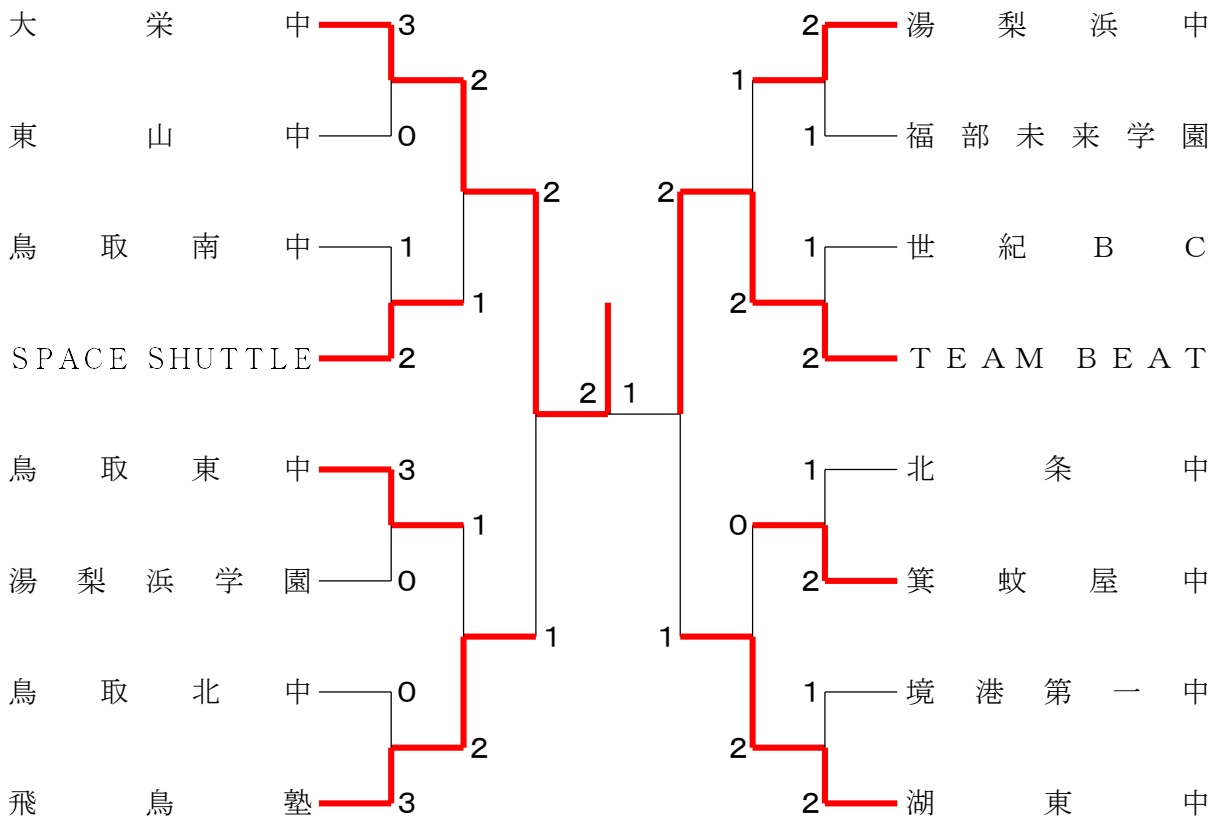 大栄中 3 2 湯梨浜中
2 1
東山中 0 1 福部未来学園
2 2
鳥取南中 1 1 世紀BC
1 2
SPACE SHUTTLE 2 2 TEAM BEAT
2 1
鳥取東中 3 1 北条中
1 0
湯梨浜学園 0 2 箕蚊屋中
1 1
鳥取北中 0 1 境港第一中
2 2
飛鳥塾 3 2 湖東中